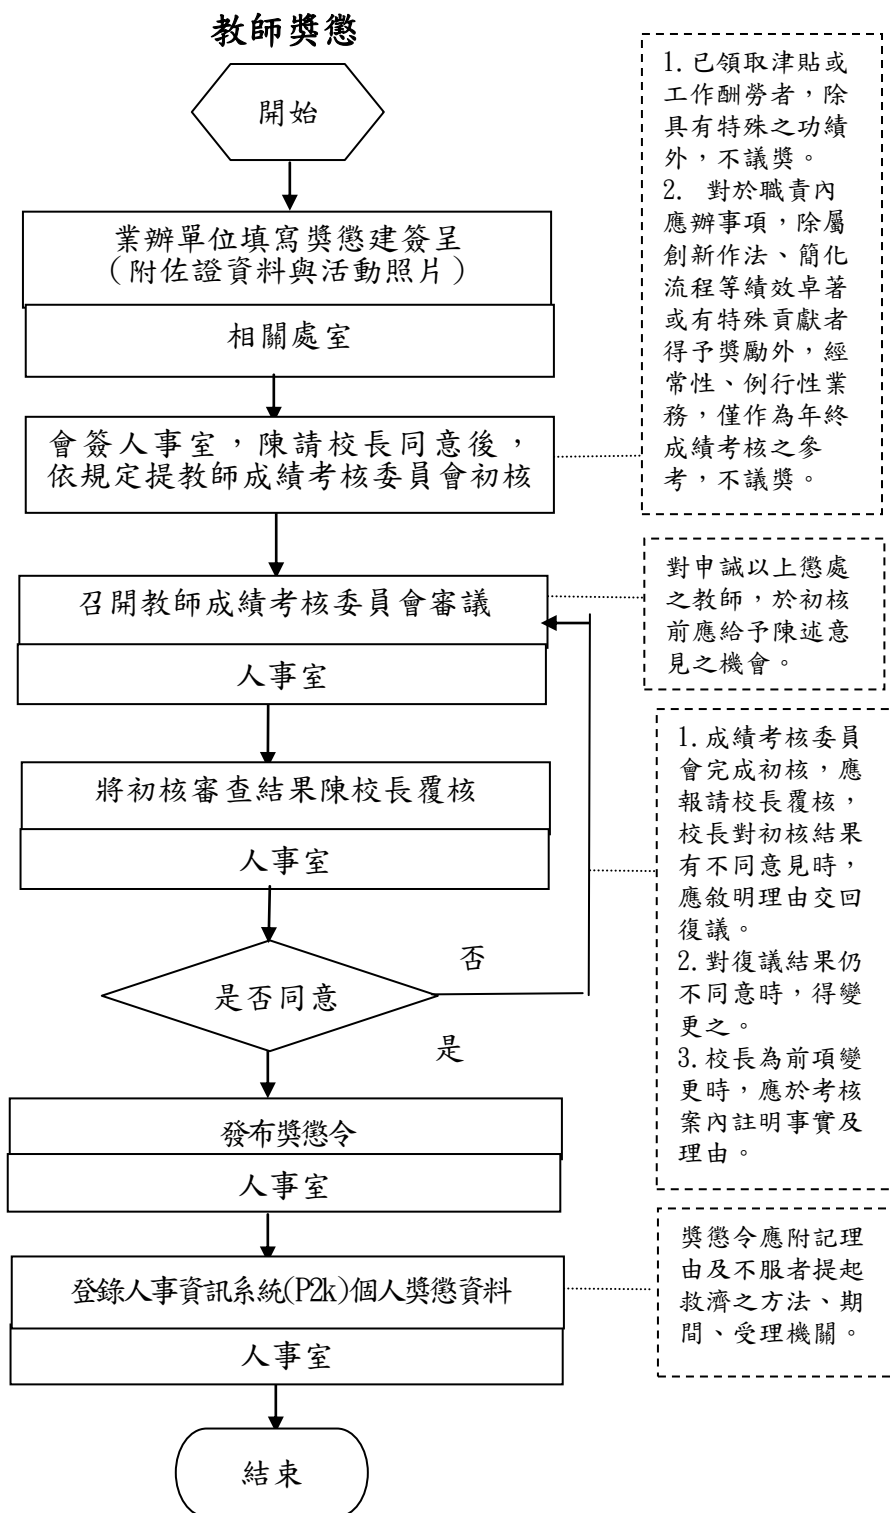 教師獎懲
開始
業辦單位填寫獎懲建簽呈
(附佐證資料與活動照片)
相關處室
會簽人事室，陳請校長同意後，
依規定提教師成績考核委員會初核
召開教師成績考核委員會審議
人事室
將初核審查結果陳校長覆核
人事室
是否同意
否
是
發布獎懲令
人事室
登錄人事資訊系統(P2k)個人獎懲資料
人事室
結束
1.已領取津貼或
工作酬勞者，除
具有特殊之功績
外，不議獎。
2. 對於職責內
應辦事項，除屬
創新作法、簡化
流程等績效卓著
或有特殊貢獻者
得予獎勵外，經
常性、例行性業
務，僅作為年終
成績考核之參
考，不議獎。
對申誡以上懲處
之教師，於初核
前應給予陳述意
見之機會。
1.成績考核委員
會完成初核，應
報請校長覆核，
校長對初核結果
有不同意見時，
應敘明理由交回
復議。
2.對復議結果仍
不同意時，得變
更之。
3.校長為前項變
更時，應於考核
案內註明事實及
理由。
獎懲令應附記理
由及不服者提起
救濟之方法、期
間、受理機關。